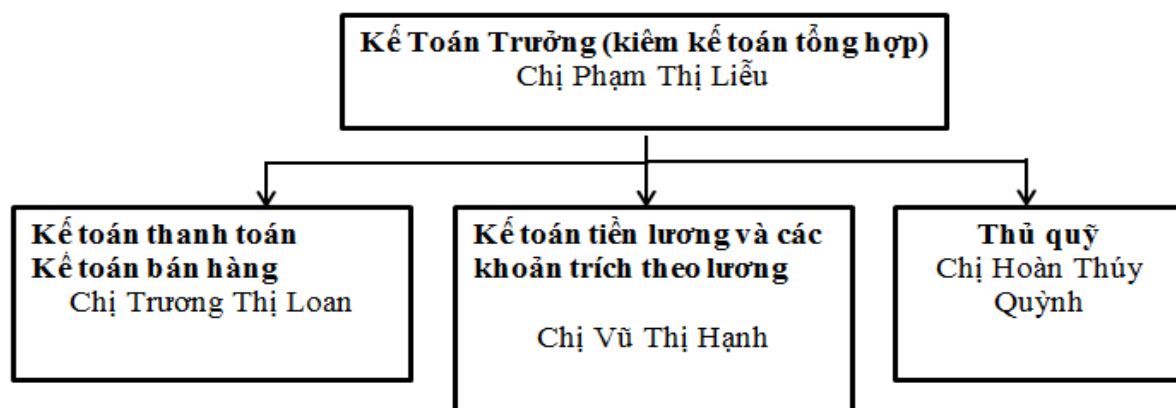 Kế Toán Trưởng (kiêm kế toán tổng hợp)
Chị Phạm Thị Liễu
Kế toán thanh toán
Kế toán bán hàng
Chị Trương Thị Loan
Kế toán tiền lương và các
khoản trích theo lương
Chị Vũ Thị Hạnh
Thủ quỹ
Chị Hoàn Thúy
Quỳnh